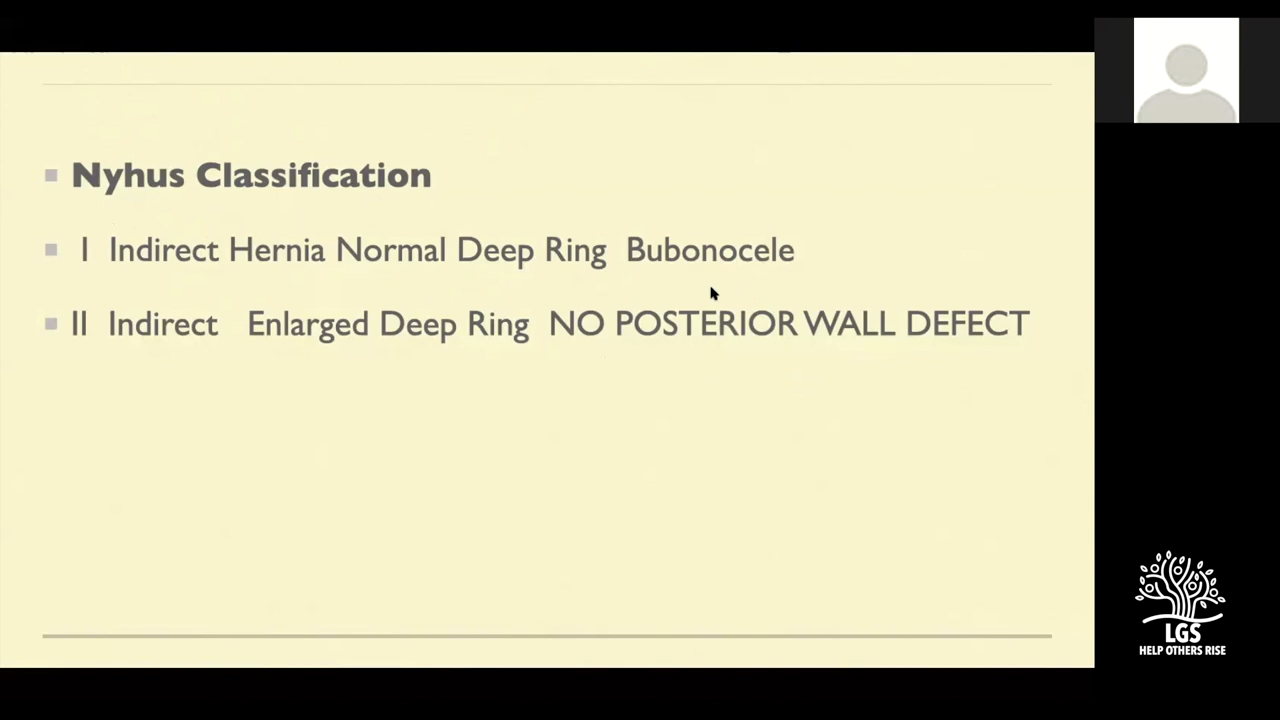 Nyhus Classification
I Indirect Hernia Normal Deep Ring Bubonocele
II Indirect Enlarged Deep Ring NO POSTERIOR WALL DEFECT
LGS
HELP OTHERS RISE